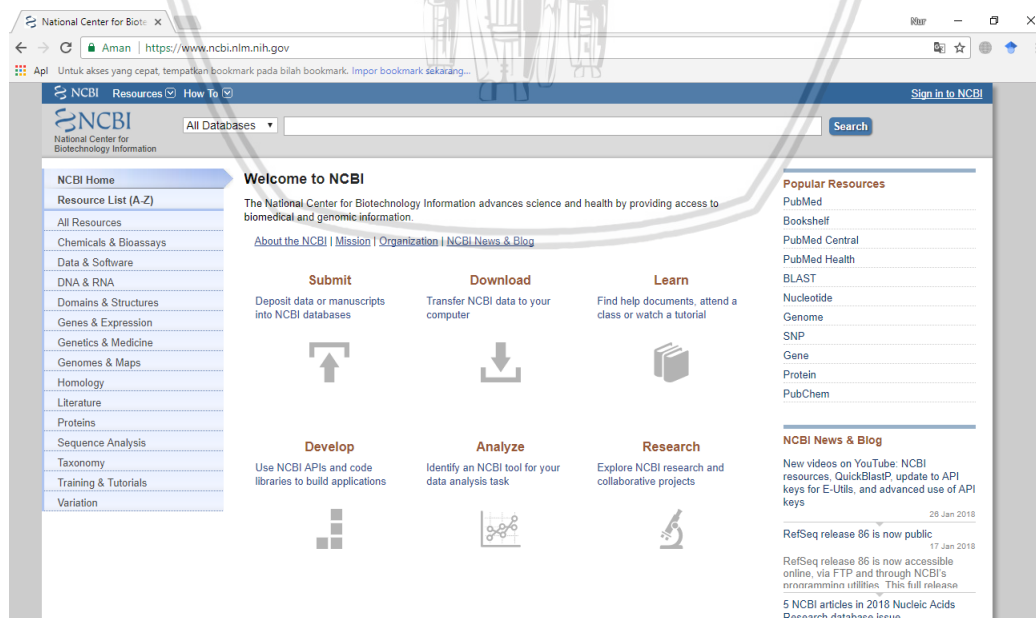 National Center for Biote
Nur
Aman | https://www.ncbi.nlm.nih.gov
Apl Untuk akses yang cepat, tempatkan bookmark pada bilah bookmark. Impor bookmark sekarang...
NCBI Resources How To Sign in to NCBI
NCBI
National Center for
Biotechnology Information
All Databases
Search
NCBI Home
Resource List (A-Z)
All Resources
Chemicals & Bioassays
Data & Software
DNA & RNA
Domains & Structures
Genes & Expression
Genetics & Medicine
Genomes & Maps
Homology
Literature
Proteins
Sequence Analysis
Taxonomy
Training & Tutorials
Variation
Welcome to NCBI
The National Center for Biotechnology Information advances science and health by providing access to
biomedical and genomic information.
About the NCBI | Mission | Organization | NCBI News & Blog
Submit
Deposit data or manuscripts
into NCBI databases
Download
Transfer NCBI data to your
computer
Learn
Find help documents, attend a
class or watch a tutorial
Develop
Use NCBI APIs and code
libraries to build applications
Analyze
Identify an NCBI tool for your
data analysis task
Research
Explore NCBI research and
collaborative projects
Popular Resources
PubMed
Bookshelf
PubMed Central
PubMed Health
BLAST
Nucleotide
Genome
SNP
Gene
Protein
PubChem
NCBI News & Blog
New videos on YouTube: NCBI
resources, QuickBlastP, update to API
keys for E-Utils, and advanced use of API
keys
26 Jan 2018
RefSeq release 86 is now public
17 Jan 2018
RefSeq release 86 is now accessible
online, via FTP and through NCBI's
programming utilities. This full release
5 NCBI articles in 2018 Nucleic Acids
Research database issue